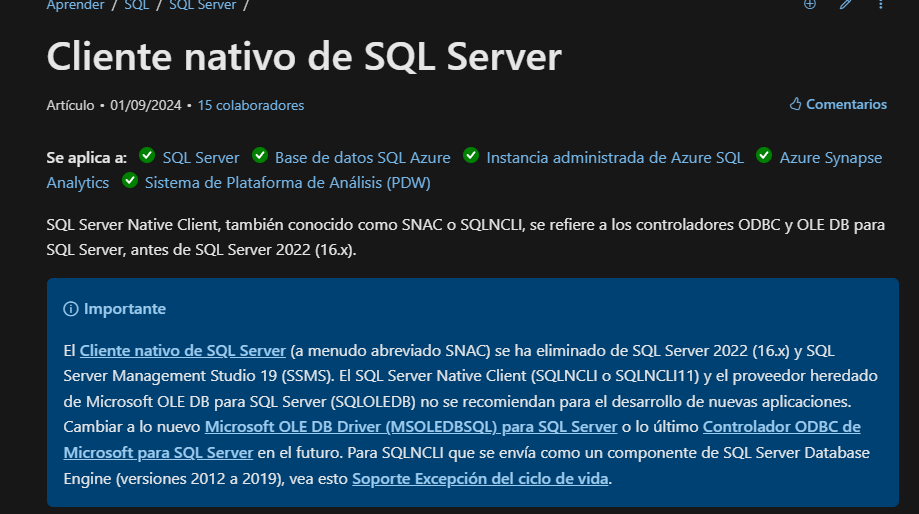 Aprender / SQL / SQL Server /
Cliente nativo de SQL Server
Artículo • 01/09/2024 • 15 colaboradores
Comentarios
Se aplica a: SQL Server Base de datos SQL Azure Instancia administrada de Azure SQL Azure Synapse
Analytics Sistema de Plataforma de Análisis (PDW)
SQL Server Native Client, también conocido como SNAC o SQLNCLI, se refiere a los controladores ODBC y OLE DB para
SQL Server, antes de SQL Server 2022 (16.x).
Importante
El Cliente nativo de SQL Server (a menudo abreviado SNAC) se ha eliminado de SQL Server 2022 (16.x) y SQL
Server Management Studio 19 (SSMS). El SQL Server Native Client (SQLNCLI o SQLNCLI11) y el proveedor heredado
de Microsoft OLE DB para SQL Server (SQLOLEDB) no se recomiendan para el desarrollo de nuevas aplicaciones.
Cambiar a lo nuevo Microsoft OLE DB Driver (MSOLEDBSQL) para SQL Server o lo último Controlador ODBC de
Microsoft para SQL Server en el futuro. Para SQLNCLI que se envía como un componente de SQL Server Database
Engine (versiones 2012 a 2019), vea esto Soporte Excepción del ciclo de vida.